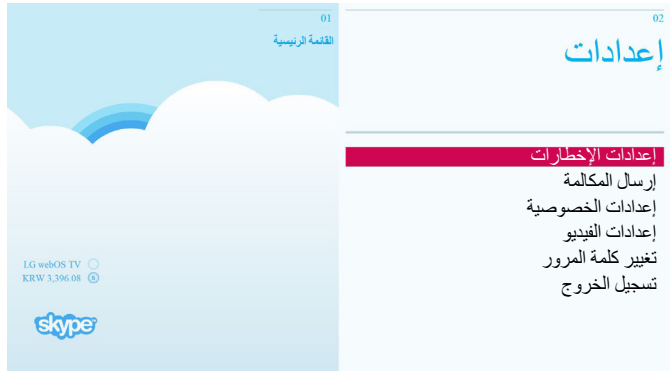 01
القائمة الرئيسية
LG webOS TV
KRW 3,396.08
skype
02
إعدادات
إعدادات الإخطارات
إرسال المكالمة
إعدادات الخصوصية
إعدادات الفيديو
تغيير كلمة المرور
تسجيل الخروج